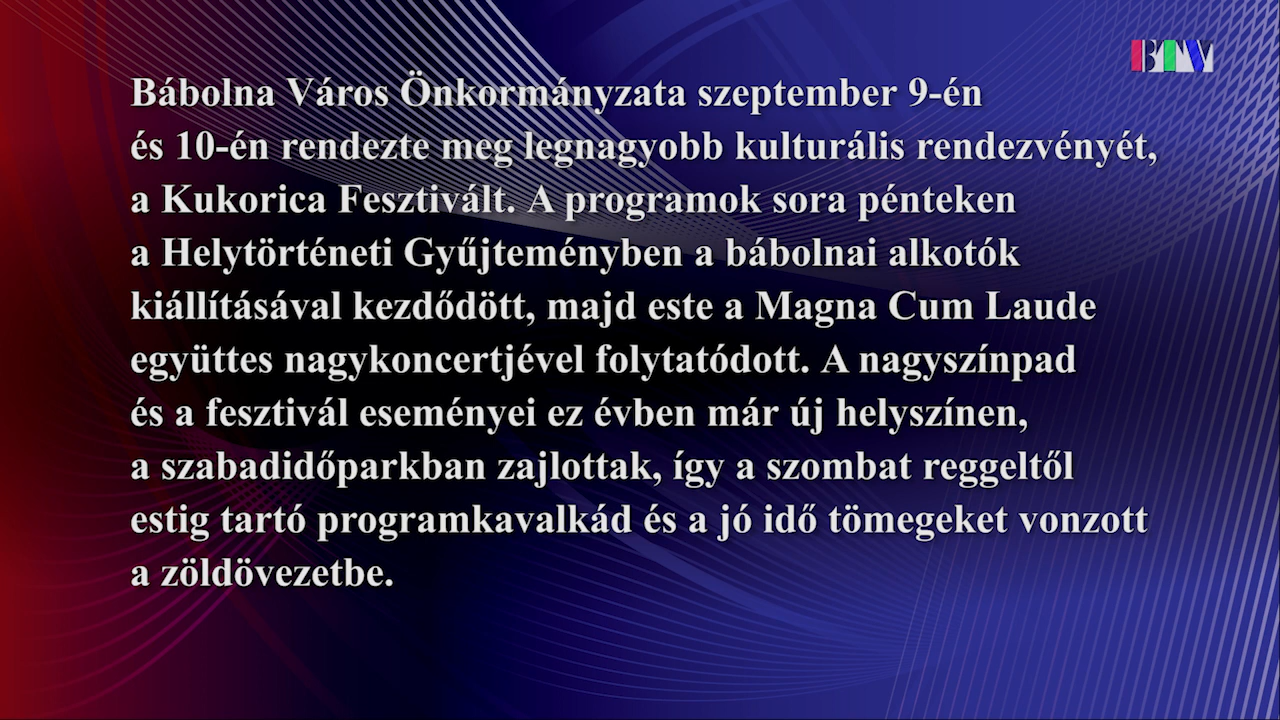 BTV
Bábolna Város Önkormányzata szeptember 9-én
és 10-én rendezte meg legnagyobb kulturális rendezvényét,
a Kukorica Fesztivált. A programok sora pénteken
a Helytörténeti Gyűjteményben a bábolnai alkotók
kiállításával kezdődött, majd este a Magna Cum Laude
együttes nagykoncertjével folytatódott. A nagyszínpad
és a fesztivál eseményei ez évben már új helyszínen,
a szabadidőparkban zajlottak, így a szombat reggeltől
estig tartó programkavalkád és a jó idő tömegeket vonzott
a zöldövezetbe.